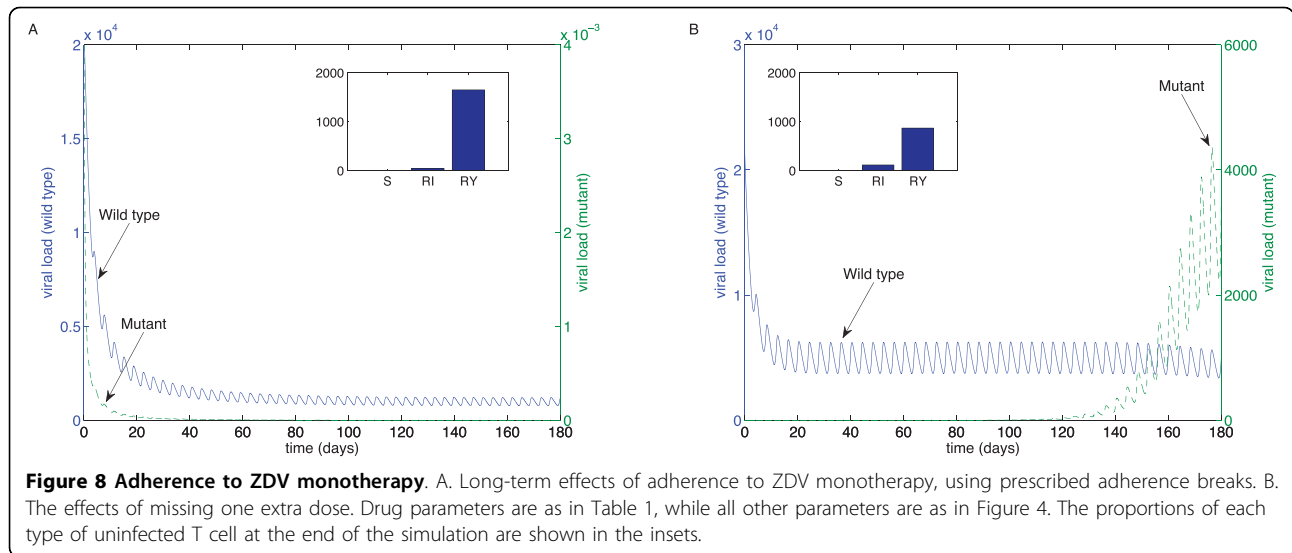 A
x 10⁴
2
1.5
1
0.5
0
viral load (wild type)
x 10⁻³
4
3
2
1
0
viral load (mutant)
2000
1000
0
S RI RY
Wild type
Mutant
0 20 40 60 80 100 120 140 160 180
time (days)
B
x 10⁴
3
2
1
0
viral load (wild type)
6000
4000
2000
0
viral load (mutant)
2000
1000
0
S RI RY
Mutant
Wild type
0 20 40 60 80 100 120 140 160 180
time (days)
Figure 8 Adherence to ZDV monotherapy. A. Long-term effects of adherence to ZDV monotherapy, using prescribed adherence breaks. B.
The effects of missing one extra dose. Drug parameters are as in Table 1, while all other parameters are as in Figure 4. The proportions of each
type of uninfected T cell at the end of the simulation are shown in the insets.